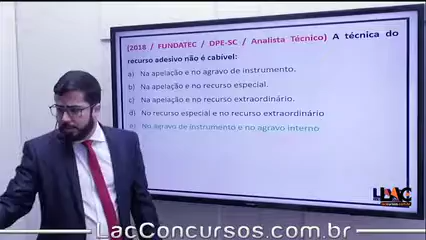 (2018 / FUNDATEC / DPE-SC / Analista Técnico) A técnica do
recurso adesivo não é cabível:
a) Na apelação e no agravo de instrumento.
b) Na apelação e no recurso especial.
c) Na apelação e no recurso extraordinário.
d) No recurso especial e no recurso extraordinário
e) No agravo de instrumento e no agravo interno
LAC
LacConcursos.com.br